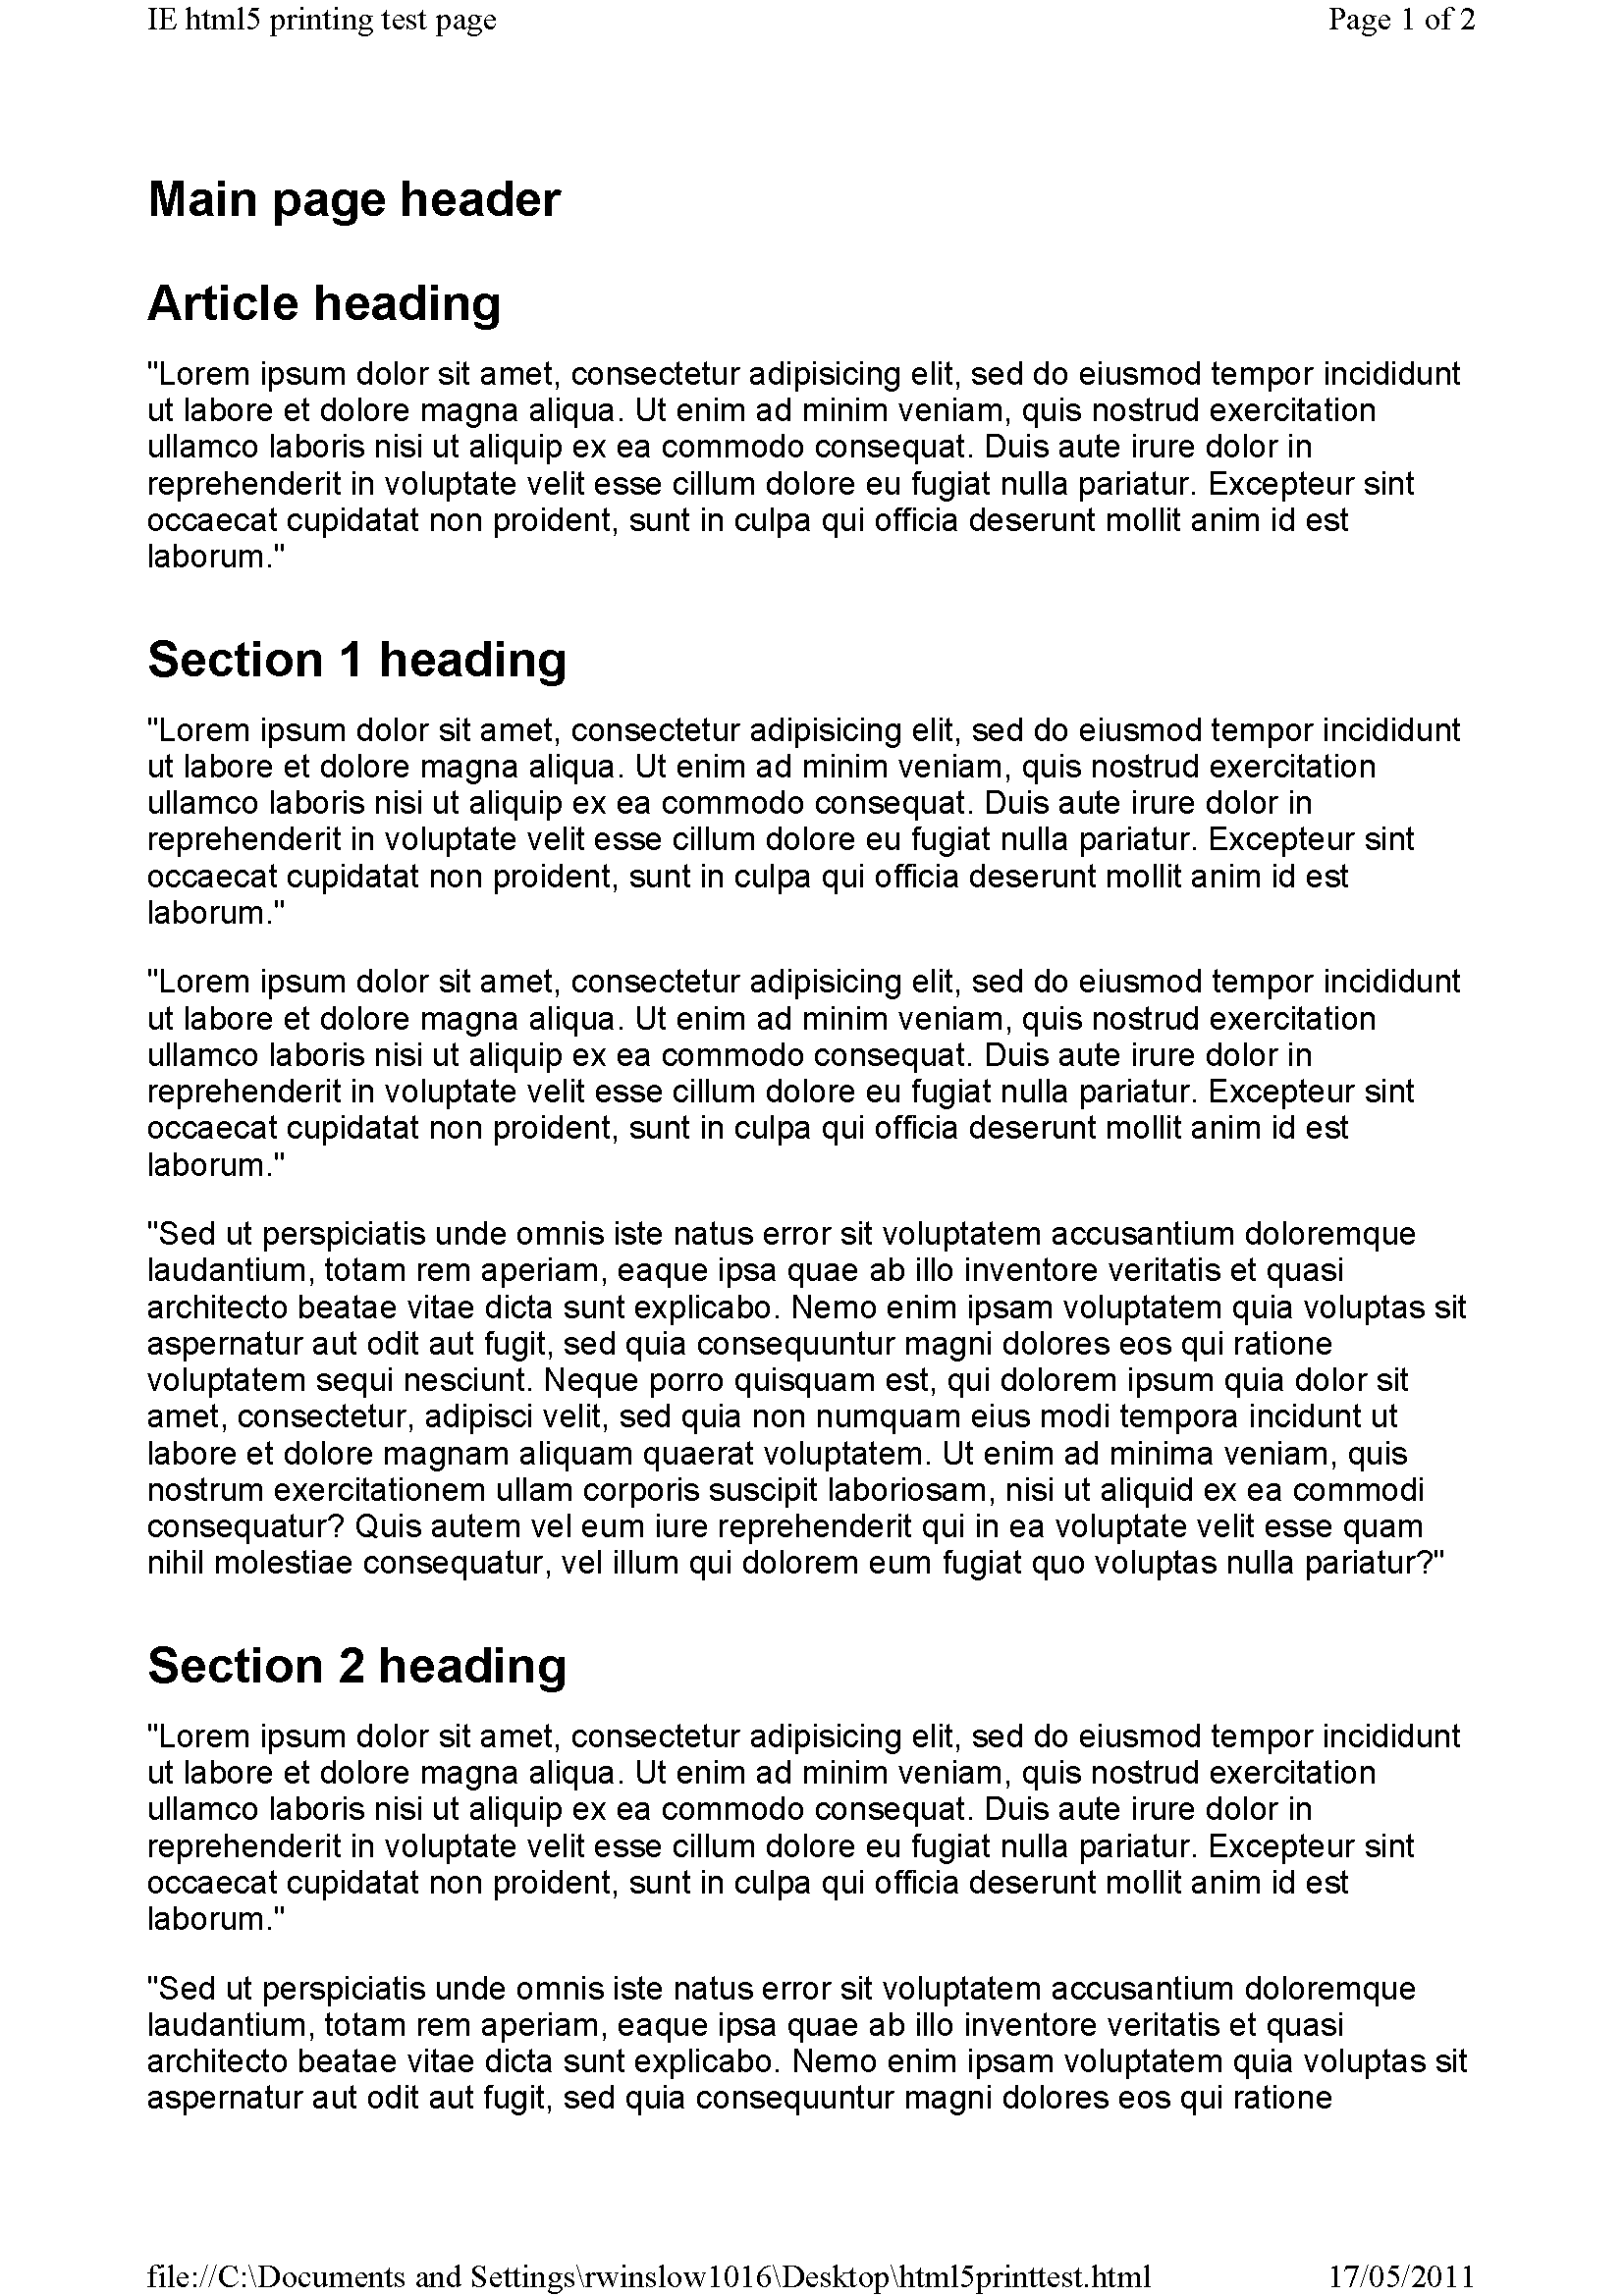 IE html5 printing test page
Page 1 of 2
Main page header
Article heading
"Lorem ipsum dolor sit amet, consectetur adipisicing elit, sed do eiusmod tempor incididunt
ut labore et dolore magna aliqua. Ut enim ad minim veniam, quis nostrud exercitation
ullamco laboris nisi ut aliquip ex ea commodo consequat. Duis aute irure dolor in
reprehenderit in voluptate velit esse cillum dolore eu fugiat nulla pariatur. Excepteur sint
occaecat cupidatat non proident, sunt in culpa qui officia deserunt mollit anim id est
laborum."
Section 1 heading
"Lorem ipsum dolor sit amet, consectetur adipisicing elit, sed do eiusmod tempor incididunt
ut labore et dolore magna aliqua. Ut enim ad minim veniam, quis nostrud exercitation
ullamco laboris nisi ut aliquip ex ea commodo consequat. Duis aute irure dolor in
reprehenderit in voluptate velit esse cillum dolore eu fugiat nulla pariatur. Excepteur sint
occaecat cupidatat non proident, sunt in culpa qui officia deserunt mollit anim id est
laborum."
"Lorem ipsum dolor sit amet, consectetur adipisicing elit, sed do eiusmod tempor incididunt
ut labore et dolore magna aliqua. Ut enim ad minim veniam, quis nostrud exercitation
ullamco laboris nisi ut aliquip ex ea commodo consequat. Duis aute irure dolor in
reprehenderit in voluptate velit esse cillum dolore eu fugiat nulla pariatur. Excepteur sint
occaecat cupidatat non proident, sunt in culpa qui officia deserunt mollit anim id est
laborum."
"Sed ut perspiciatis unde omnis iste natus error sit voluptatem accusantium doloremque
laudantium, totam rem aperiam, eaque ipsa quae ab illo inventore veritatis et quasi
architecto beatae vitae dicta sunt explicabo. Nemo enim ipsam voluptatem quia voluptas sit
aspernatur aut odit aut fugit, sed quia consequuntur magni dolores eos qui ratione
voluptatem sequi nesciunt. Neque porro quisquam est, qui dolorem ipsum quia dolor sit
amet, consectetur, adipisci velit, sed quia non numquam eius modi tempora incidunt ut
labore et dolore magnam aliquam quaerat voluptatem. Ut enim ad minima veniam, quis
nostrum exercitationem ullam corporis suscipit laboriosam, nisi ut aliquid ex ea commodi
consequatur? Quis autem vel eum iure reprehenderit qui in ea voluptate velit esse quam
nihil molestiae consequatur, vel illum qui dolorem eum fugiat quo voluptas nulla pariatur?"
Section 2 heading
"Lorem ipsum dolor sit amet, consectetur adipisicing elit, sed do eiusmod tempor incididunt
ut labore et dolore magna aliqua. Ut enim ad minim veniam, quis nostrud exercitation
ullamco laboris nisi ut aliquip ex ea commodo consequat. Duis aute irure dolor in
reprehenderit in voluptate velit esse cillum dolore eu fugiat nulla pariatur. Excepteur sint
occaecat cupidatat non proident, sunt in culpa qui officia deserunt mollit anim id est
laborum."
"Sed ut perspiciatis unde omnis iste natus error sit voluptatem accusantium doloremque
laudantium, totam rem aperiam, eaque ipsa quae ab illo inventore veritatis et quasi
architecto beatae vitae dicta sunt explicabo. Nemo enim ipsam voluptatem quia voluptas sit
aspernatur aut odit aut fugit, sed quia consequuntur magni dolores eos qui ratione
file://C:\Documents and Settings\rwinslow1016\Desktop\html5printtest.html
17/05/2011